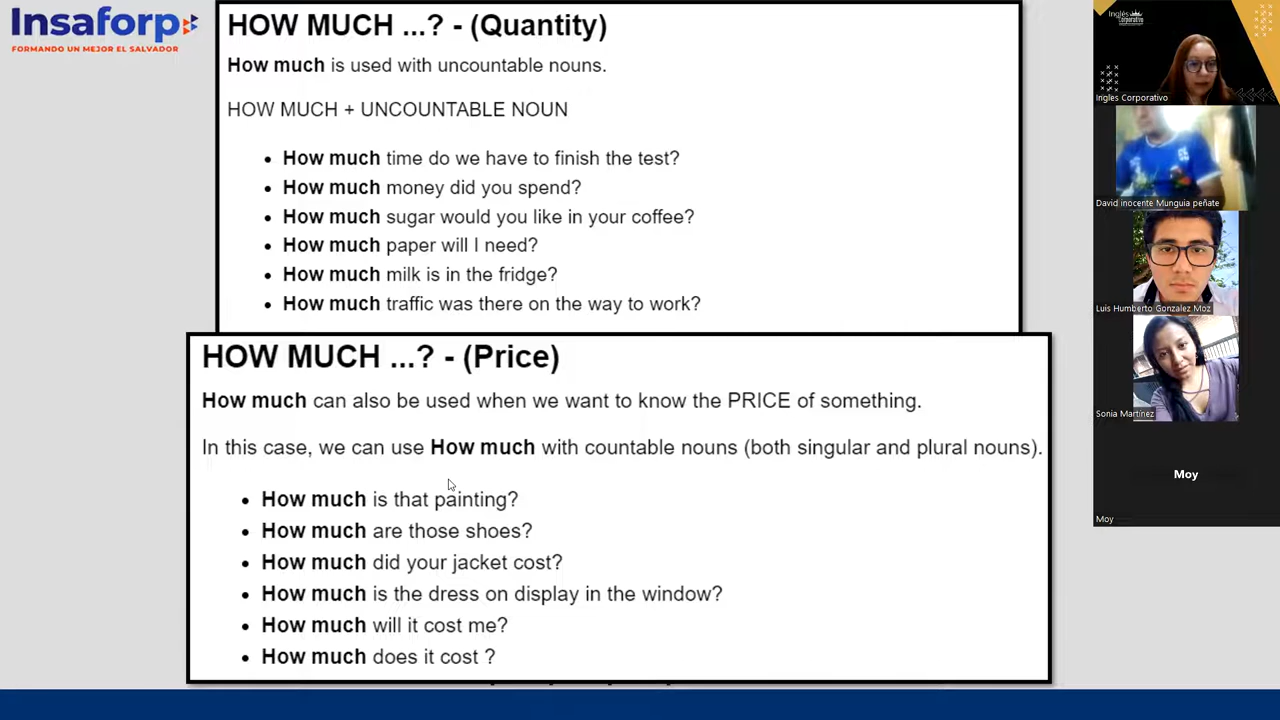 Insaforp
FORMANDO UN MEJOR EL SALVADOR
HOW MUCH ...? - (Quantity)
How much is used with uncountable nouns.
HOW MUCH + UNCOUNTABLE NOUN
• How much time do we have to finish the test?
• How much money did you spend?
• How much sugar would you like in your coffee?
• How much paper will I need?
• How much milk is in the fridge?
• How much traffic was there on the way to work?
HOW MUCH ...? - (Price)
How much can also be used when we want to know the PRICE of something.
In this case, we can use How much with countable nouns (both singular and plural nouns).
• How much is that painting?
• How much are those shoes?
• How much did your jacket cost?
• How much is the dress on display in the window?
• How much will it cost me?
• How much does it cost ?
Inglés
Corporativo
Ingles Corporativo
David inocente Munguia peñate
Luis Humberto Gonzalez Moz
Sonia Martinez
Moy
Moy